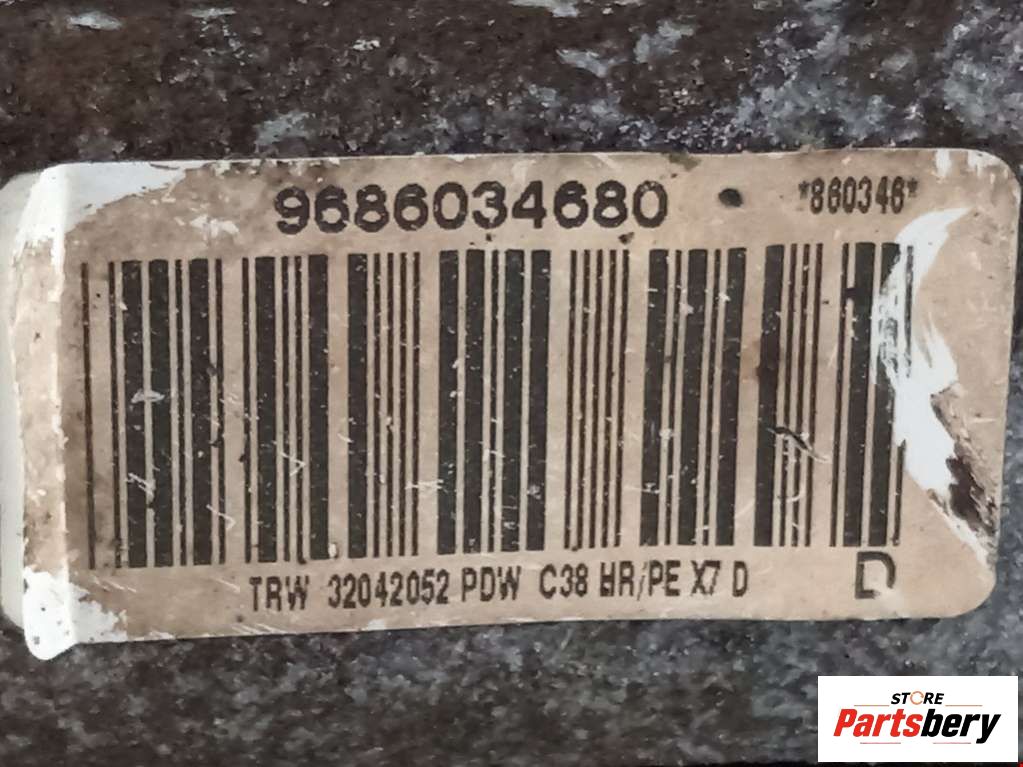 9686034680 *860346*
TRW 32042052 PDW C38 HR/PE X7 D D
STORE
Partsbery